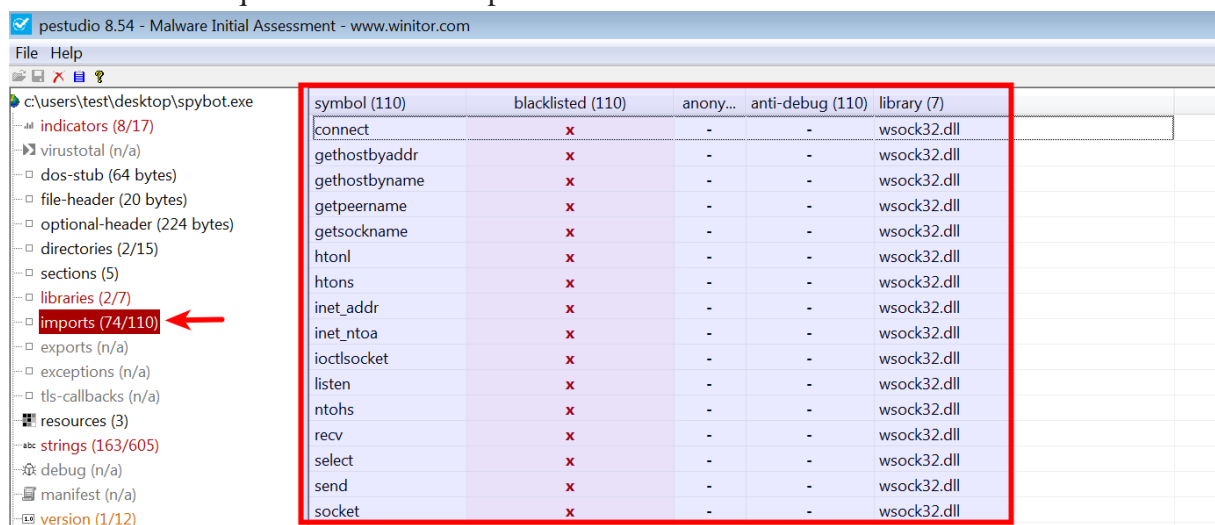 pestudio 8.54 - Malware Initial Assessment - www.winitor.com
File Help
c:\users\test\desktop\spybot.exe
indicators (8/17)
virustotal (n/a)
dos-stub (64 bytes)
file-header (20 bytes)
optional-header (224 bytes)
directories (2/15)
sections (5)
libraries (2/7)
imports (74/110)
exports (n/a)
exceptions (n/a)
tls-callbacks (n/a)
resources (3)
abc strings (163/605)
debug (n/a)
manifest (n/a)
1.0 version (1/12)
symbol (110) blacklisted (110) anony... anti-debug (110) library (7)
connect x - - wsock32.dll
gethostbyaddr x - - wsock32.dll
gethostbyname x - - wsock32.dll
getpeername x - - wsock32.dll
getsockname x - - wsock32.dll
htonl x - - wsock32.dll
htons x - - wsock32.dll
inet_addr x - - wsock32.dll
inet_ntoa x - - wsock32.dll
ioctlsocket x - - wsock32.dll
listen x - - wsock32.dll
ntohs x - - wsock32.dll
recv x - - wsock32.dll
select x - - wsock32.dll
send x - - wsock32.dll
socket x - - wsock32.dll